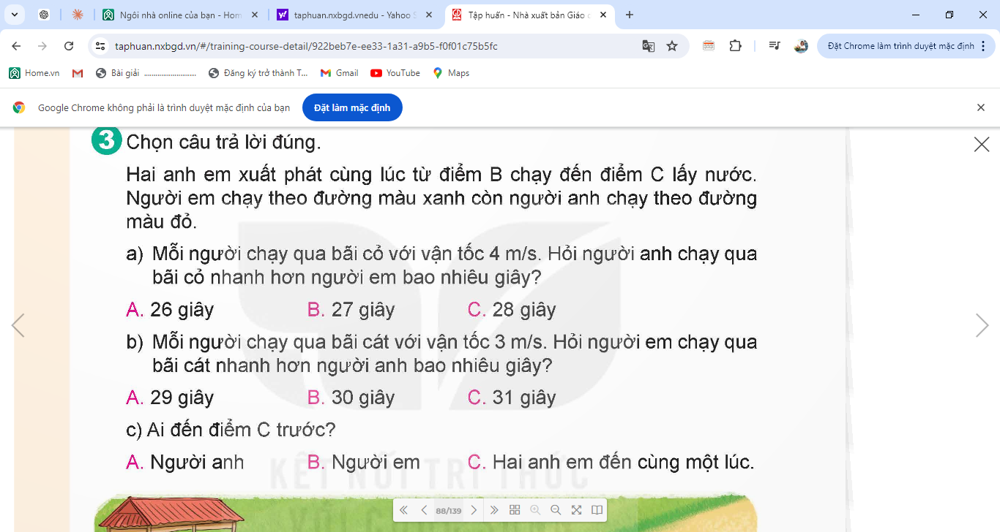 Ngôi nhà online của bạn - Hom
taphuan.nxbgd.vnedu - Yahoo S
Tập huấn - Nhà xuất bản Giáo d
taphuan.nxbgd.vn/#/training-course-detail/922beb7e-ee33-1a31-a9b5-f0f01c75b5fc
Đặt Chrome làm trình duyệt mặc định
Home.vn Bài giải ............................ Đăng ký trở thành T... Gmail YouTube Maps
Google Chrome không phải là trình duyệt mặc định của bạn Đặt làm mặc định
3 Chọn câu trả lời đúng.
Hai anh em xuất phát cùng lúc từ điểm B chạy đến điểm C lấy nước.
Người em chạy theo đường màu xanh còn người anh chạy theo đường
màu đỏ.
a) Mỗi người chạy qua bãi cỏ với vận tốc 4 m/s. Hỏi người anh chạy qua
bãi cỏ nhanh hơn người em bao nhiêu giây?
A. 26 giây B. 27 giây C. 28 giây
b) Mỗi người chạy qua bãi cát với vận tốc 3 m/s. Hỏi người em chạy qua
bãi cát nhanh hơn người anh bao nhiêu giây?
A. 29 giây B. 30 giây C. 31 giây
c) Ai đến điểm C trước?
A. Người anh B. Người em C. Hai anh em đến cùng một lúc.
KẾT NỐI TRI THỨC
88/139